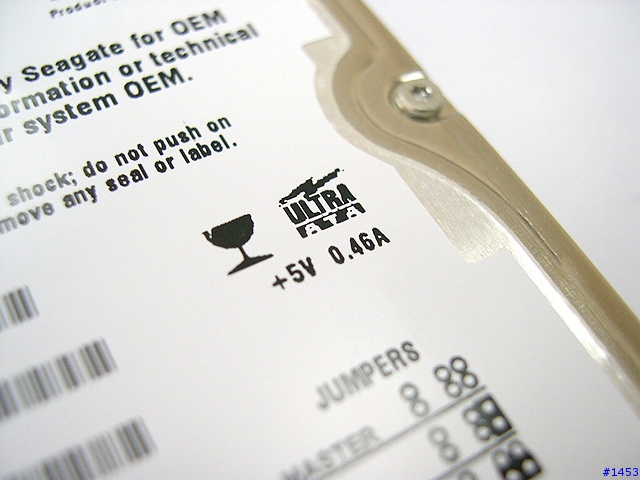 Product
y Seagate for OEM
ormation or technical
r system OEM.
shock; do not push on
move any seal or label.
ULTRA
ATA
+5V 0.46A
JUMPERS
MASTER
#1453